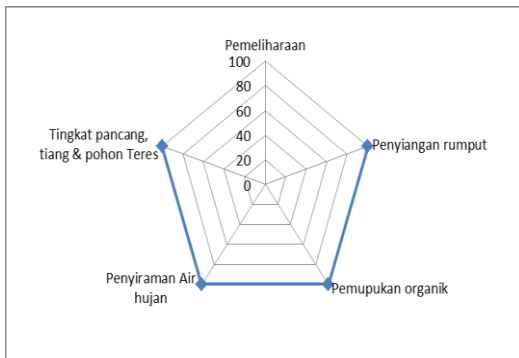 Pemeliharaan
100
80
60
40
20
0
Penyiangan rumput
Pemupukan organik
Penyiraman Air
hujan
Tingkat pancang,
tiang & pohon Teres